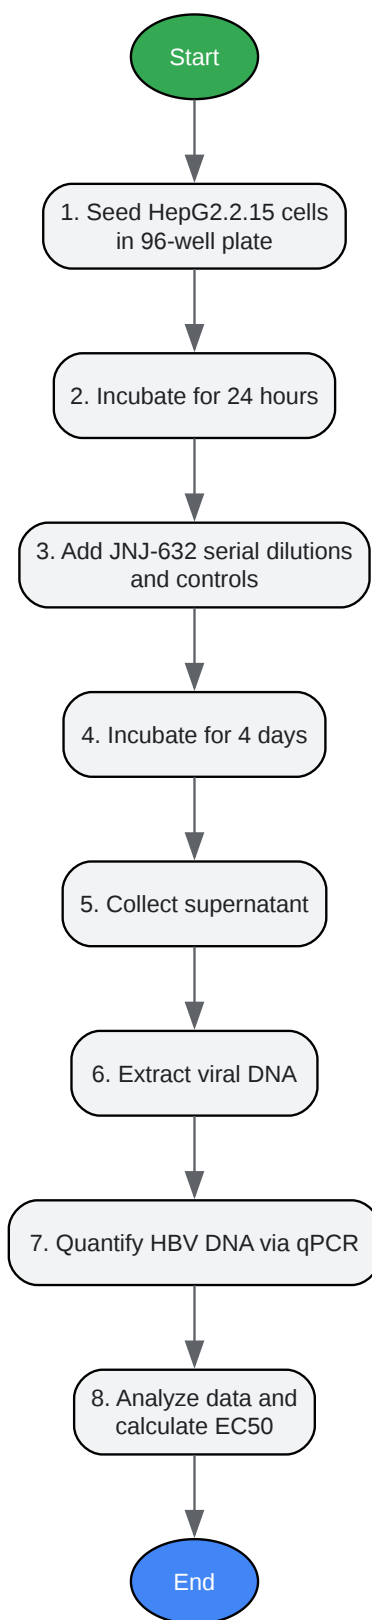 Start
1. Seed HepG2.2.15 cells
in 96-well plate
2. Incubate for 24 hours
3. Add JNJ-632 serial dilutions
and controls
4. Incubate for 4 days
5. Collect supernatant
6. Extract viral DNA
7. Quantify HBV DNA via qPCR
8. Analyze data and
calculate EC50
End